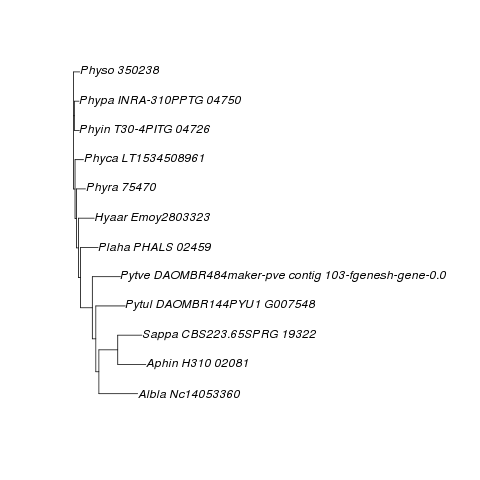 Physo 350238
Phypa INRA-310PPTG 04750
Phyin T30-4PITG 04726
Phyca LT1534508961
Phyra 75470
Hyaar Emoy2803323
Plaha PHALS 02459
Pytve DAOMBR484maker-pve contig 103-fgenesh-gene-0.0
Pytul DAOMBR144PYU1 G007548
Sappa CBS223.65SPRG 19322
Aphin H310 02081
Albla Nc14053360